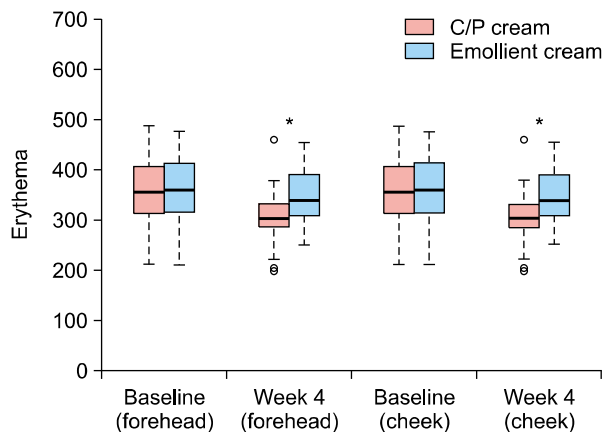 700
600
500
400
300
200
100
0
Erythema
C/P cream
Emollient cream
*
*
Baseline
(forehead)
Week 4
(forehead)
Baseline
(cheek)
Week 4
(cheek)